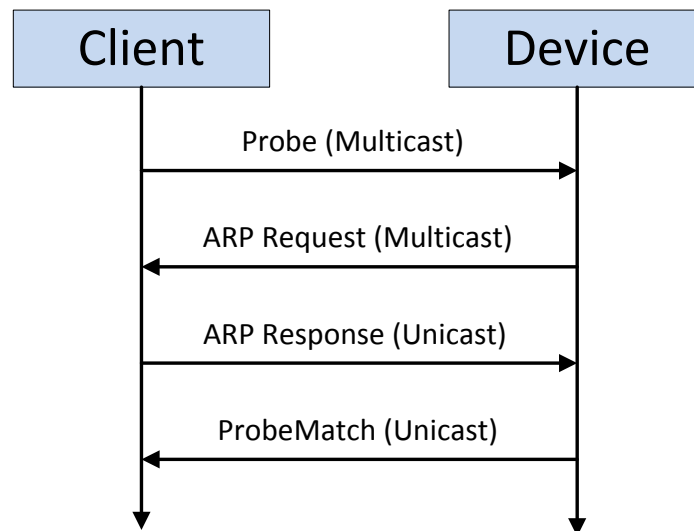 Client
Device
Probe (Multicast)
ARP Request (Multicast)
ARP Response (Unicast)
ProbeMatch (Unicast)